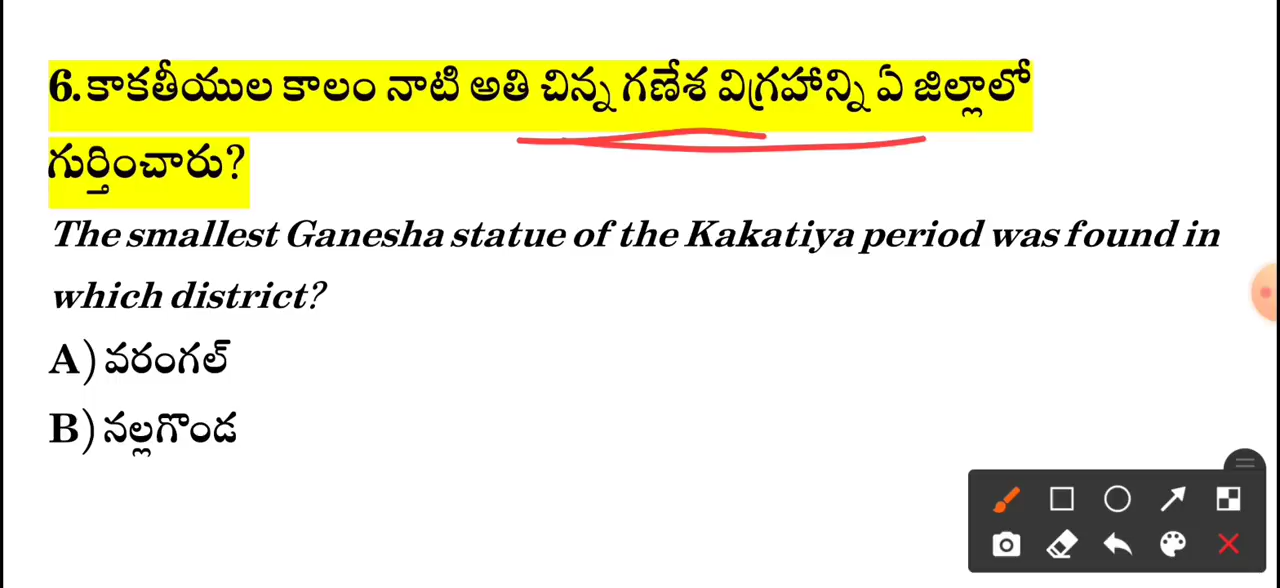 6.కాకతీయుల కాలం నాటి అతి చిన్న గణేశ విగ్రహాన్ని ఏ జిల్లాలో
గుర్తించారు?
The smallest Ganesha statue of the Kakatiya period was found in
which district?
A) వరంగల్
B) నల్లగొండ